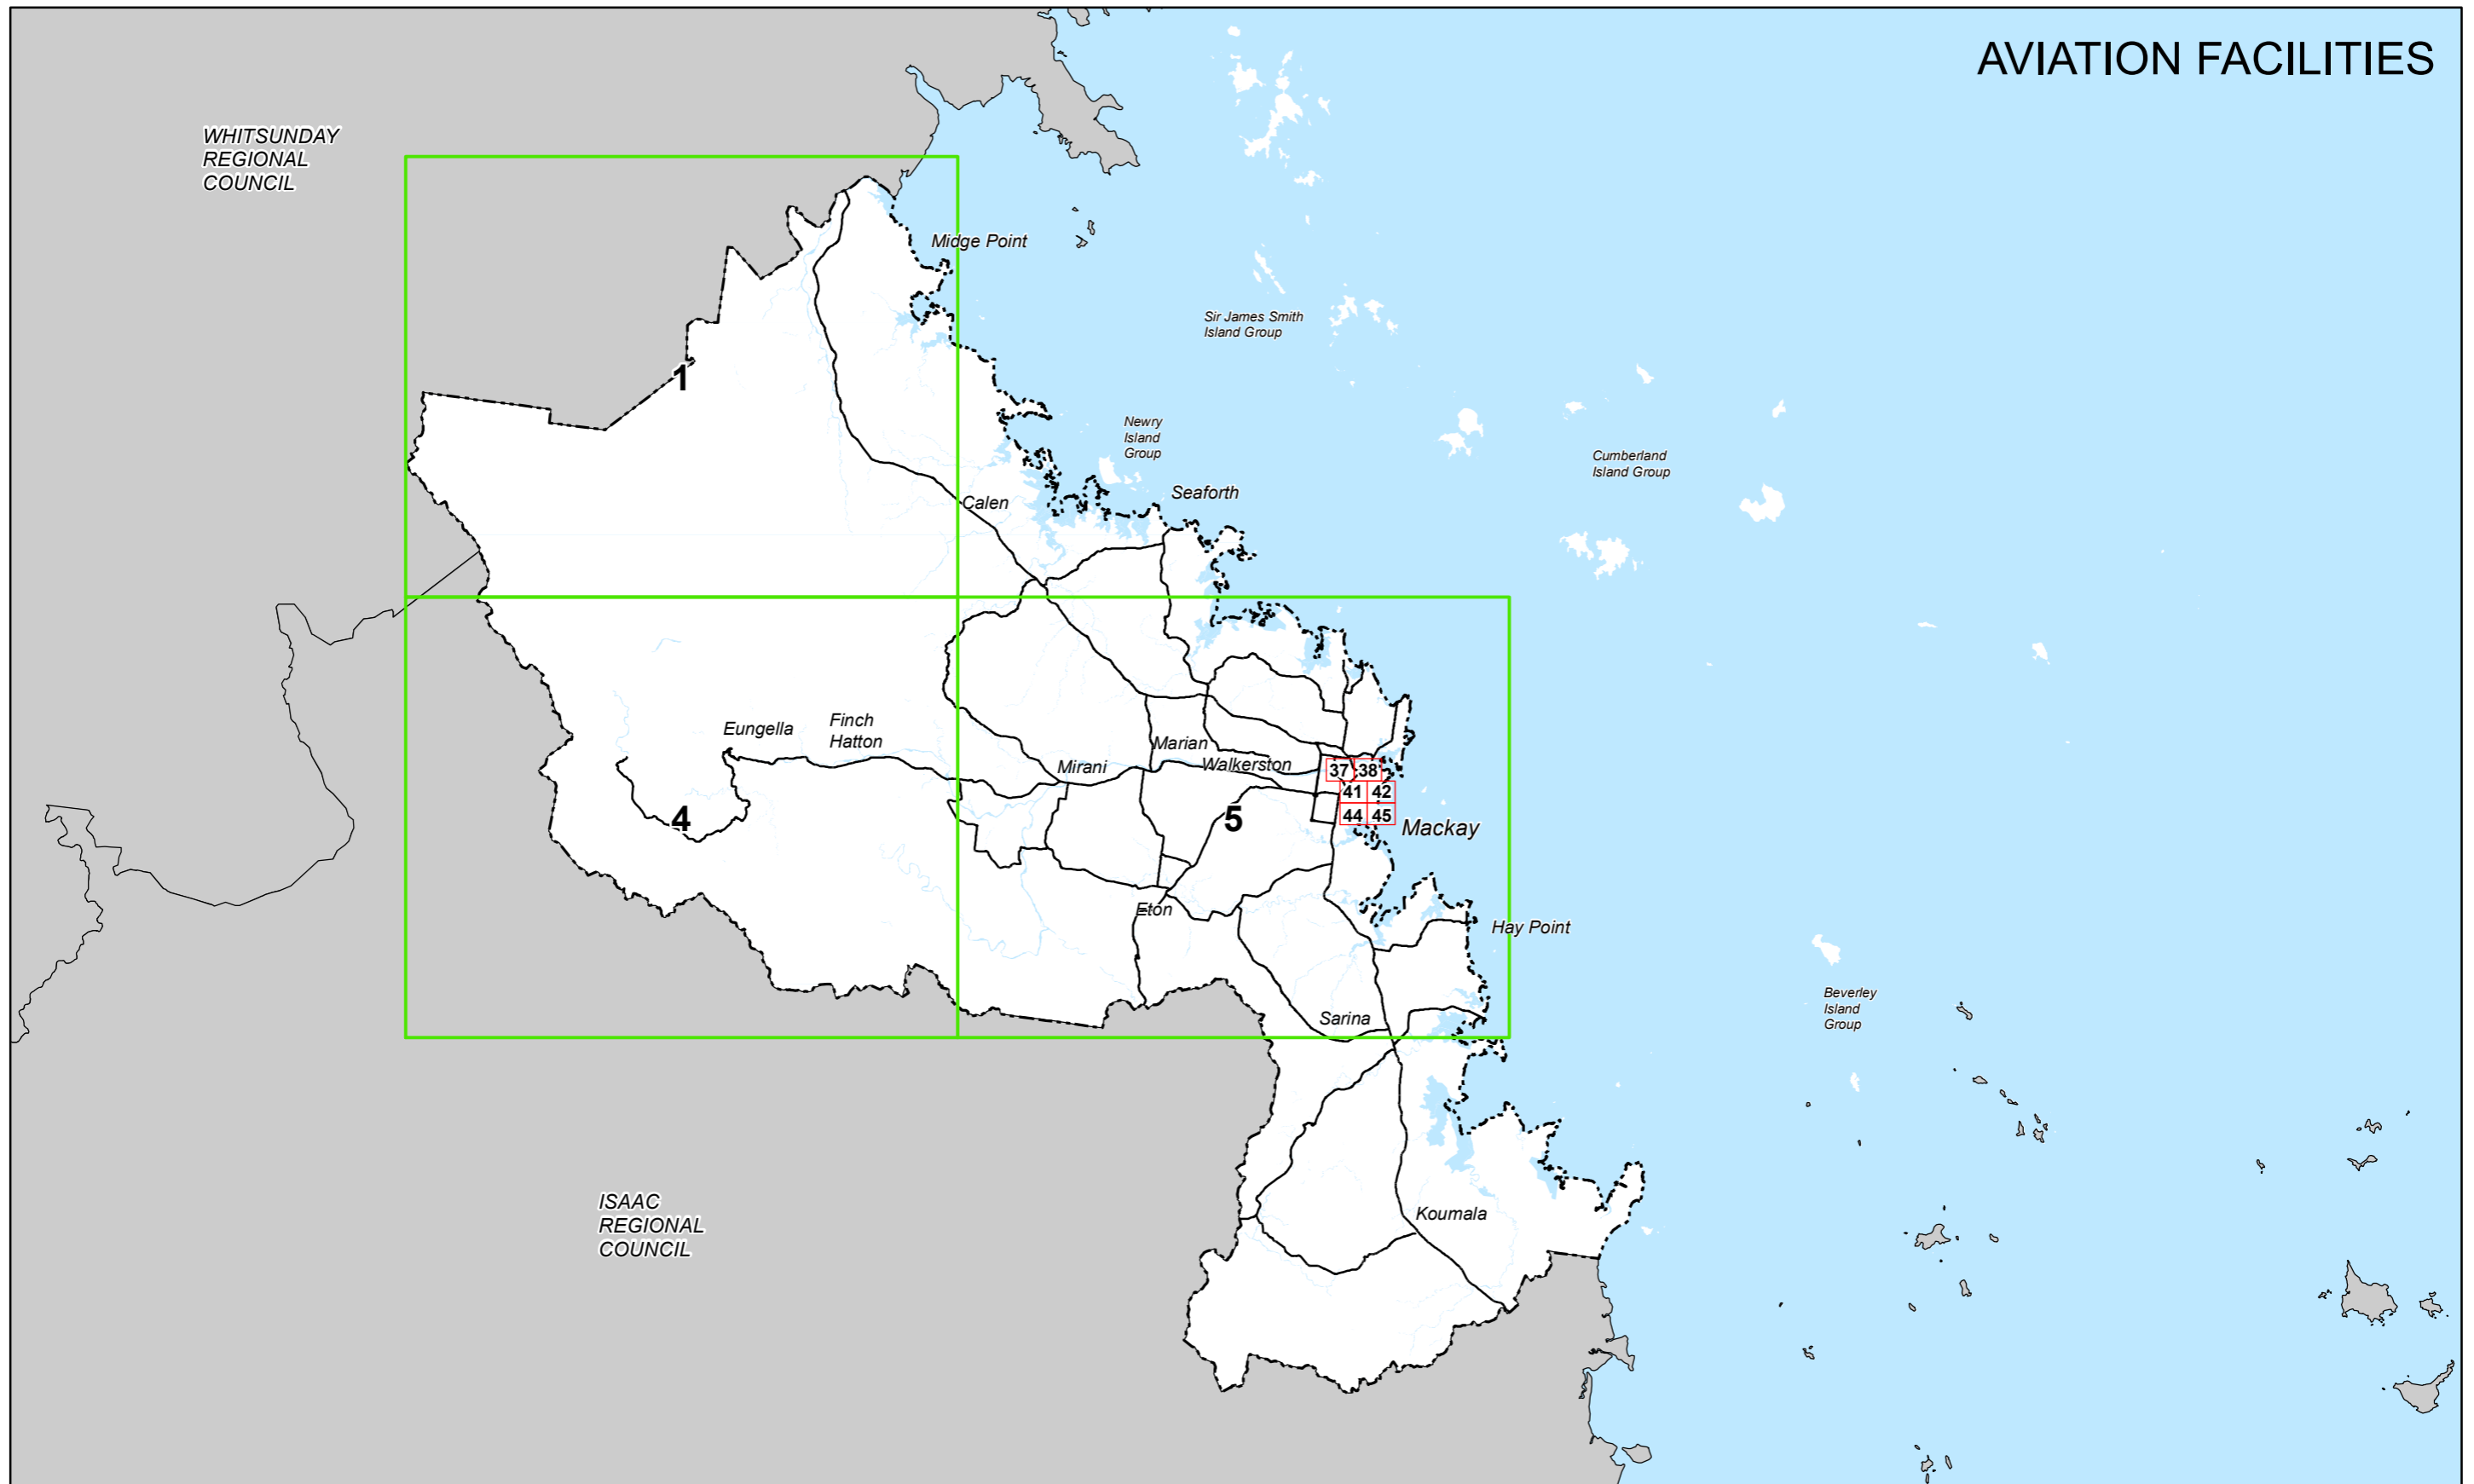 AVIATION FACILITIES
WHITSUNDAY
REGIONAL
COUNCIL
Midge Point
Sir James Smith
Island Group
1
Newry
Island
Group
Cumberland
Island Group
Seaforth
Calen
Eungella
Finch
Hatton
Marian
Mirani
Walkerston
37
38
41
42
44
45
4
5
Mackay
Eton
Hay Point
Sarina
Beverley
Island
Group
ISAAC
REGIONAL
COUNCIL
Koumala